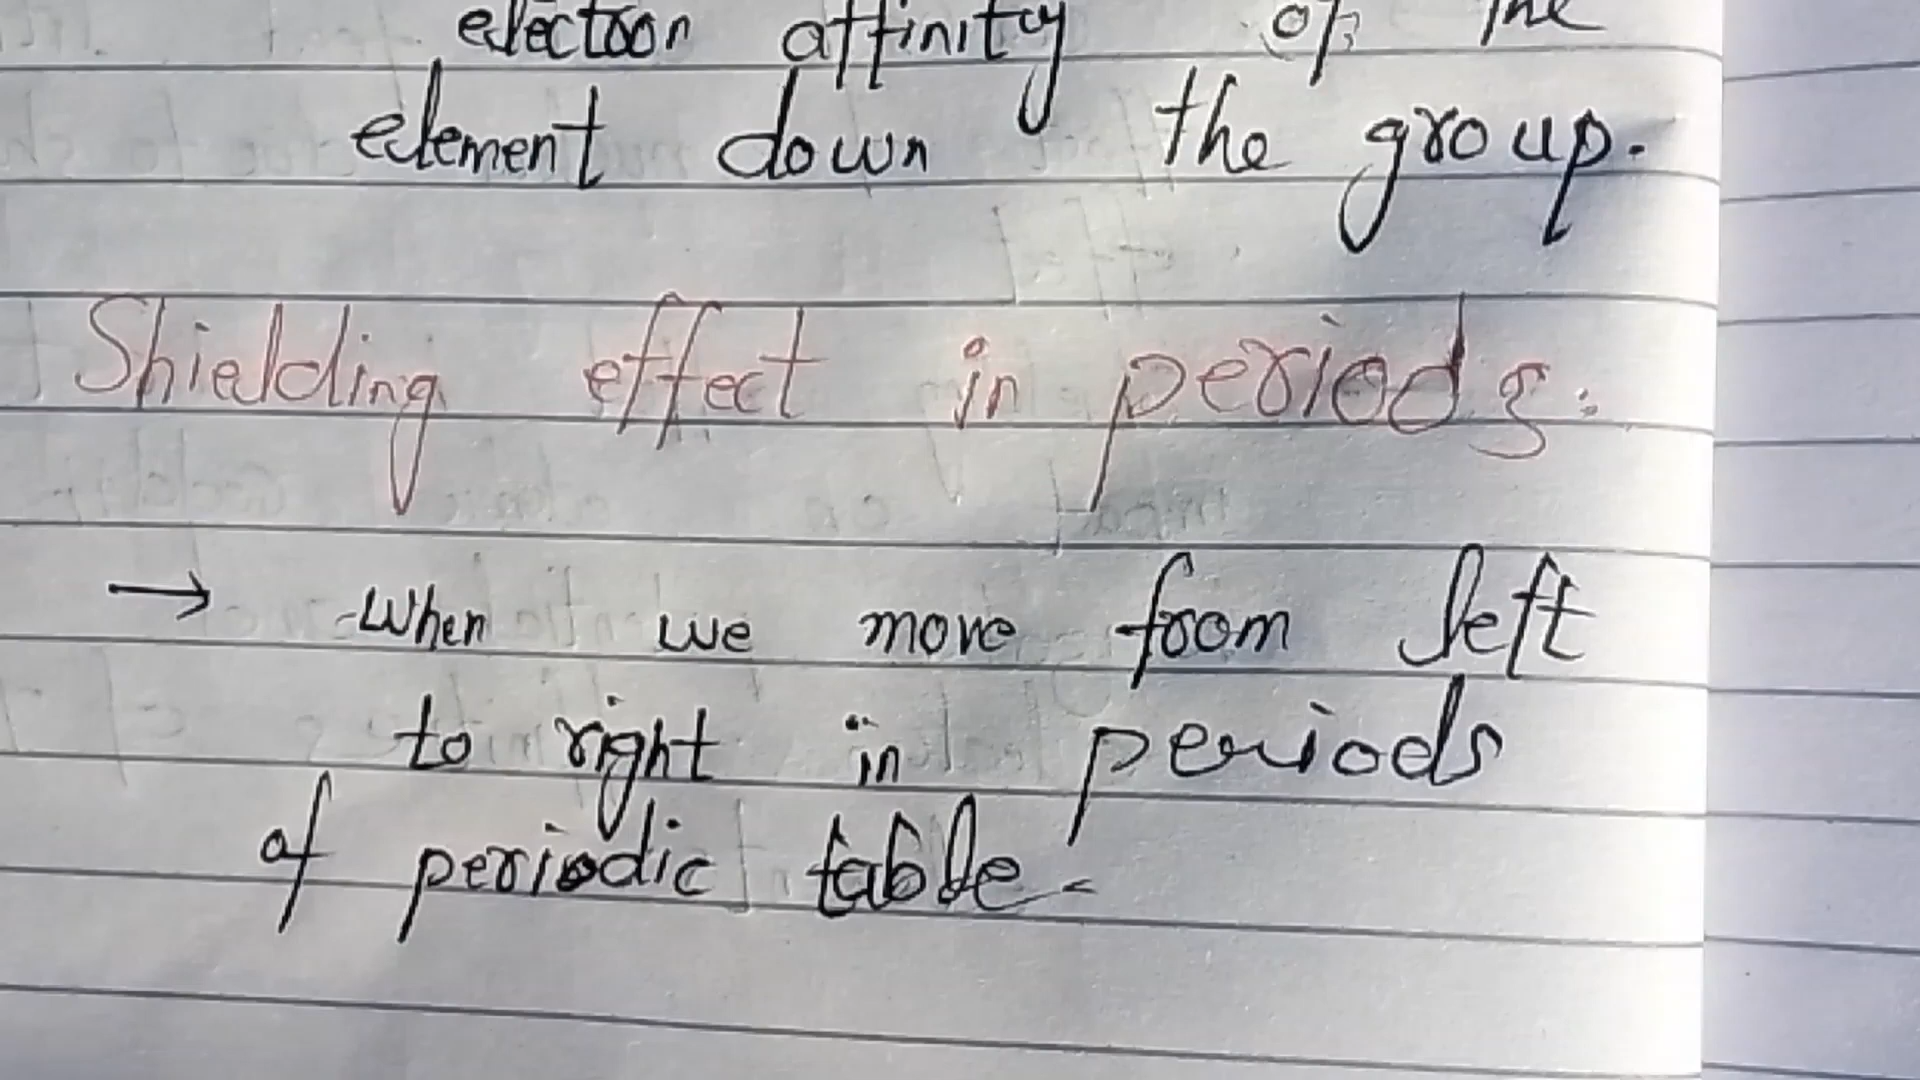 electron affinity of the
element down the group.
Shielding effect in periods:
→ When we move from left
to right in periods
of periodic table.